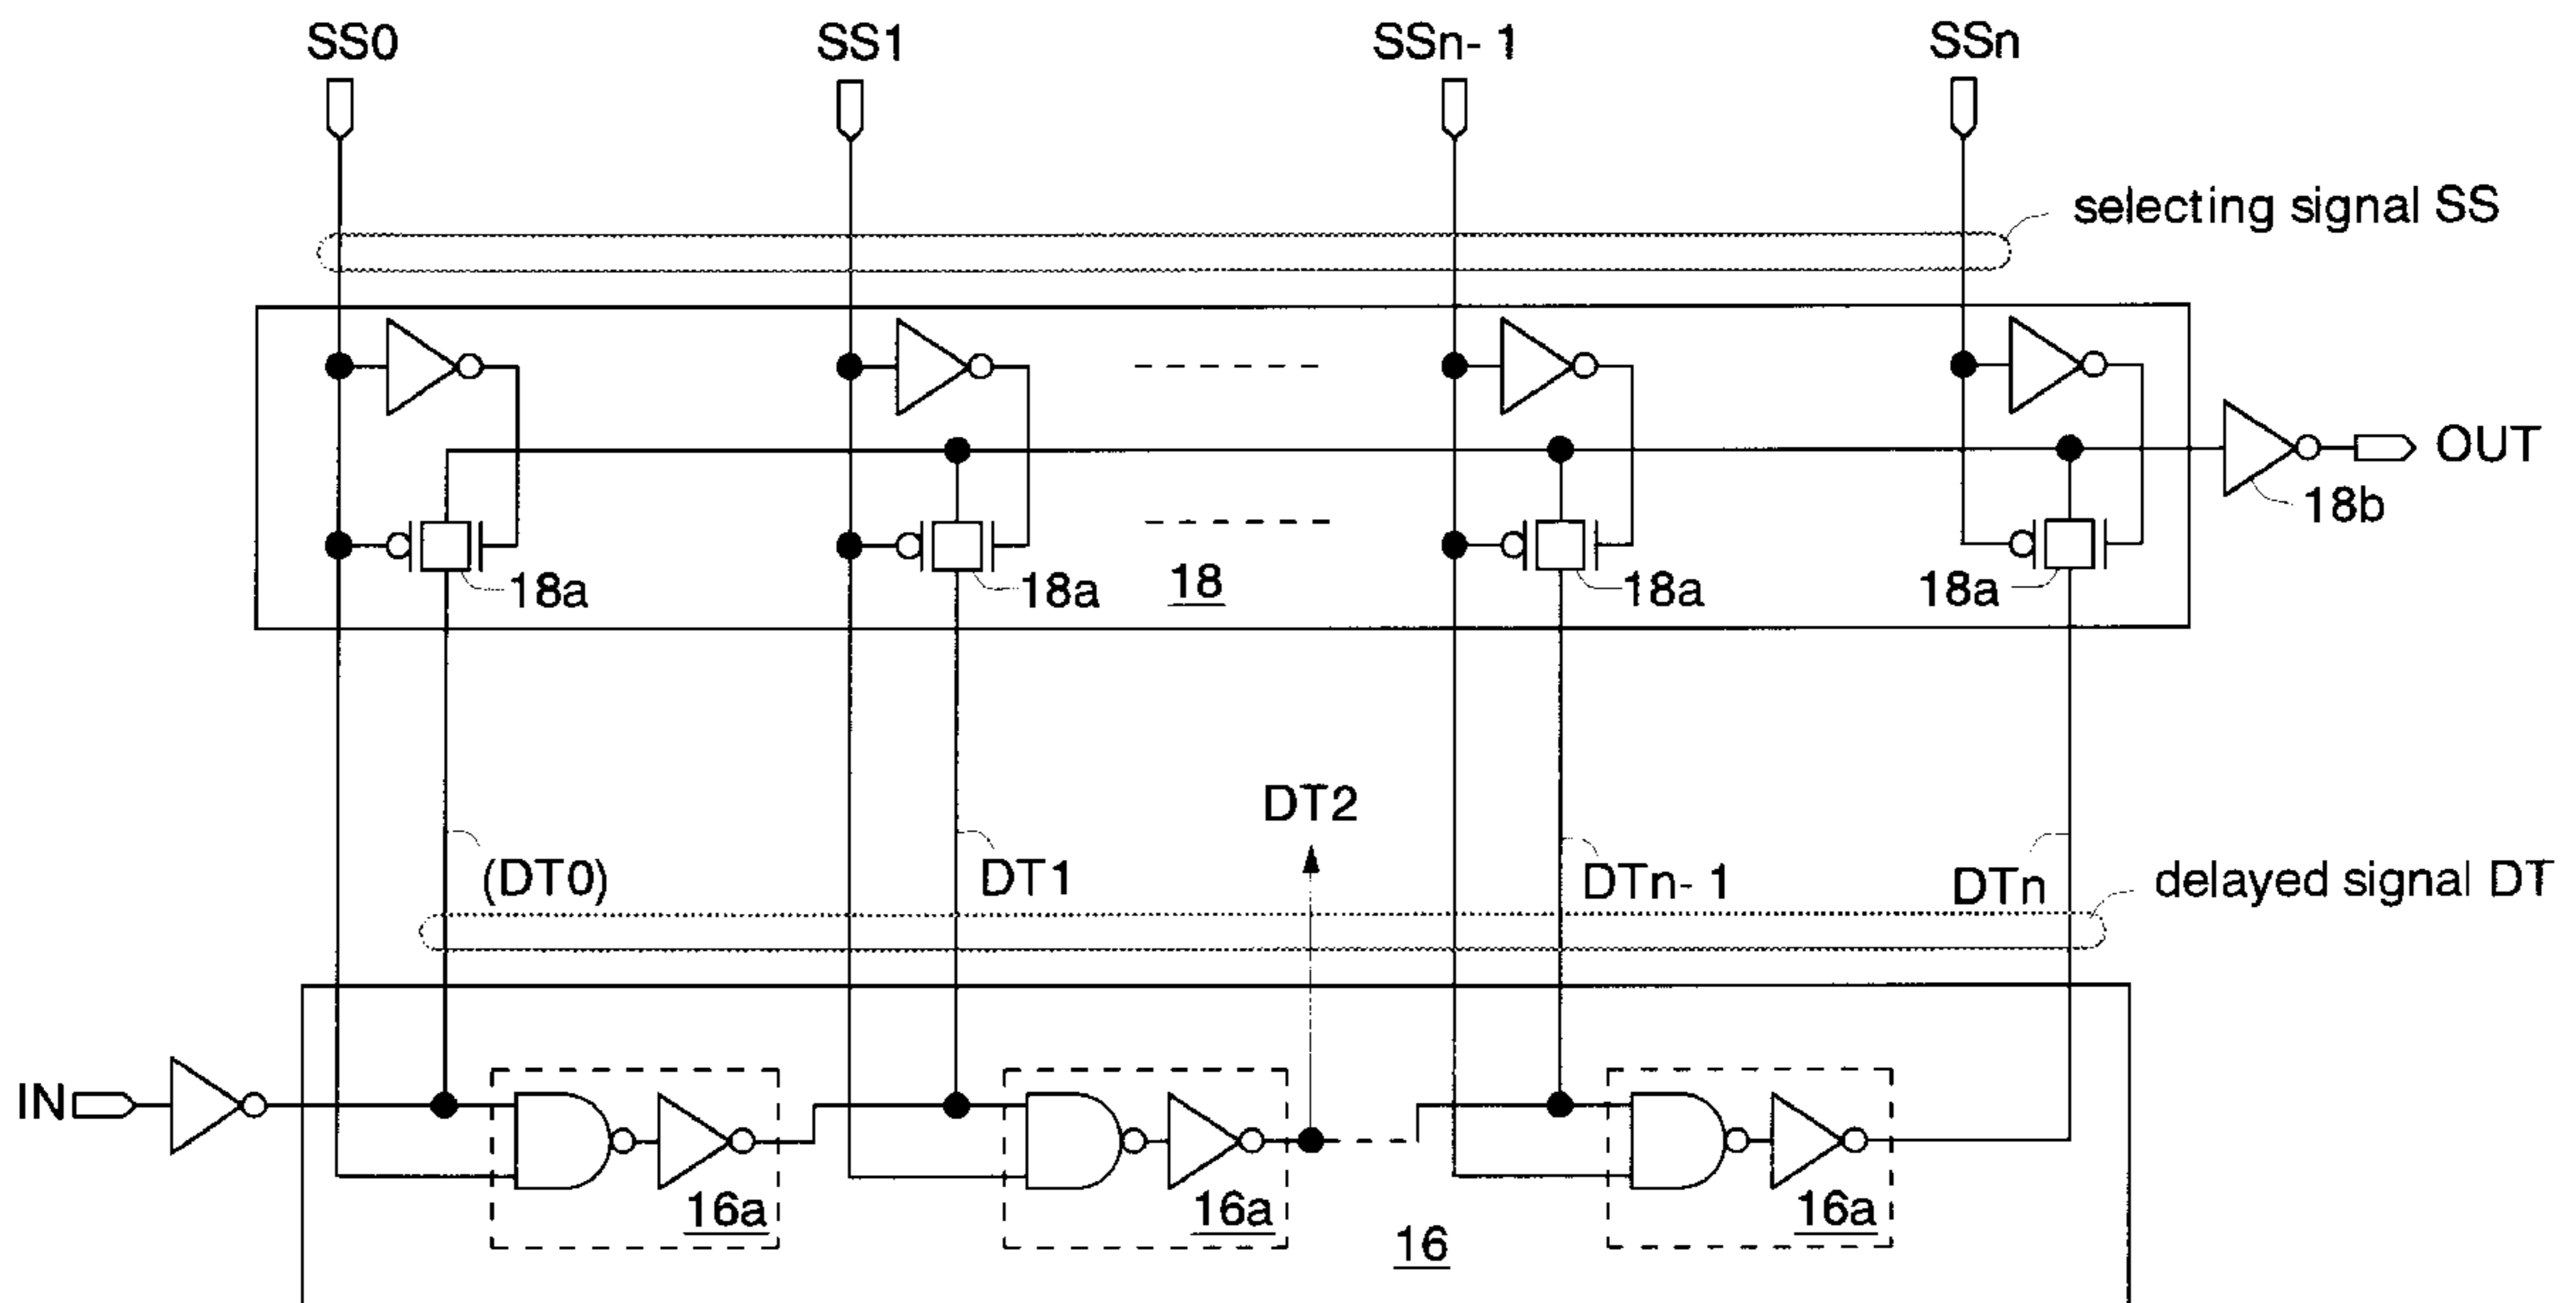 SS0
SS1
SSn-1
SSn
selecting signal SS
OUT
18b
18a
18a
18
18a
18a
DT2
(DT0)
DT1
DTn-1
DTn
delayed signal DT
IN
16a
16a
16
16a